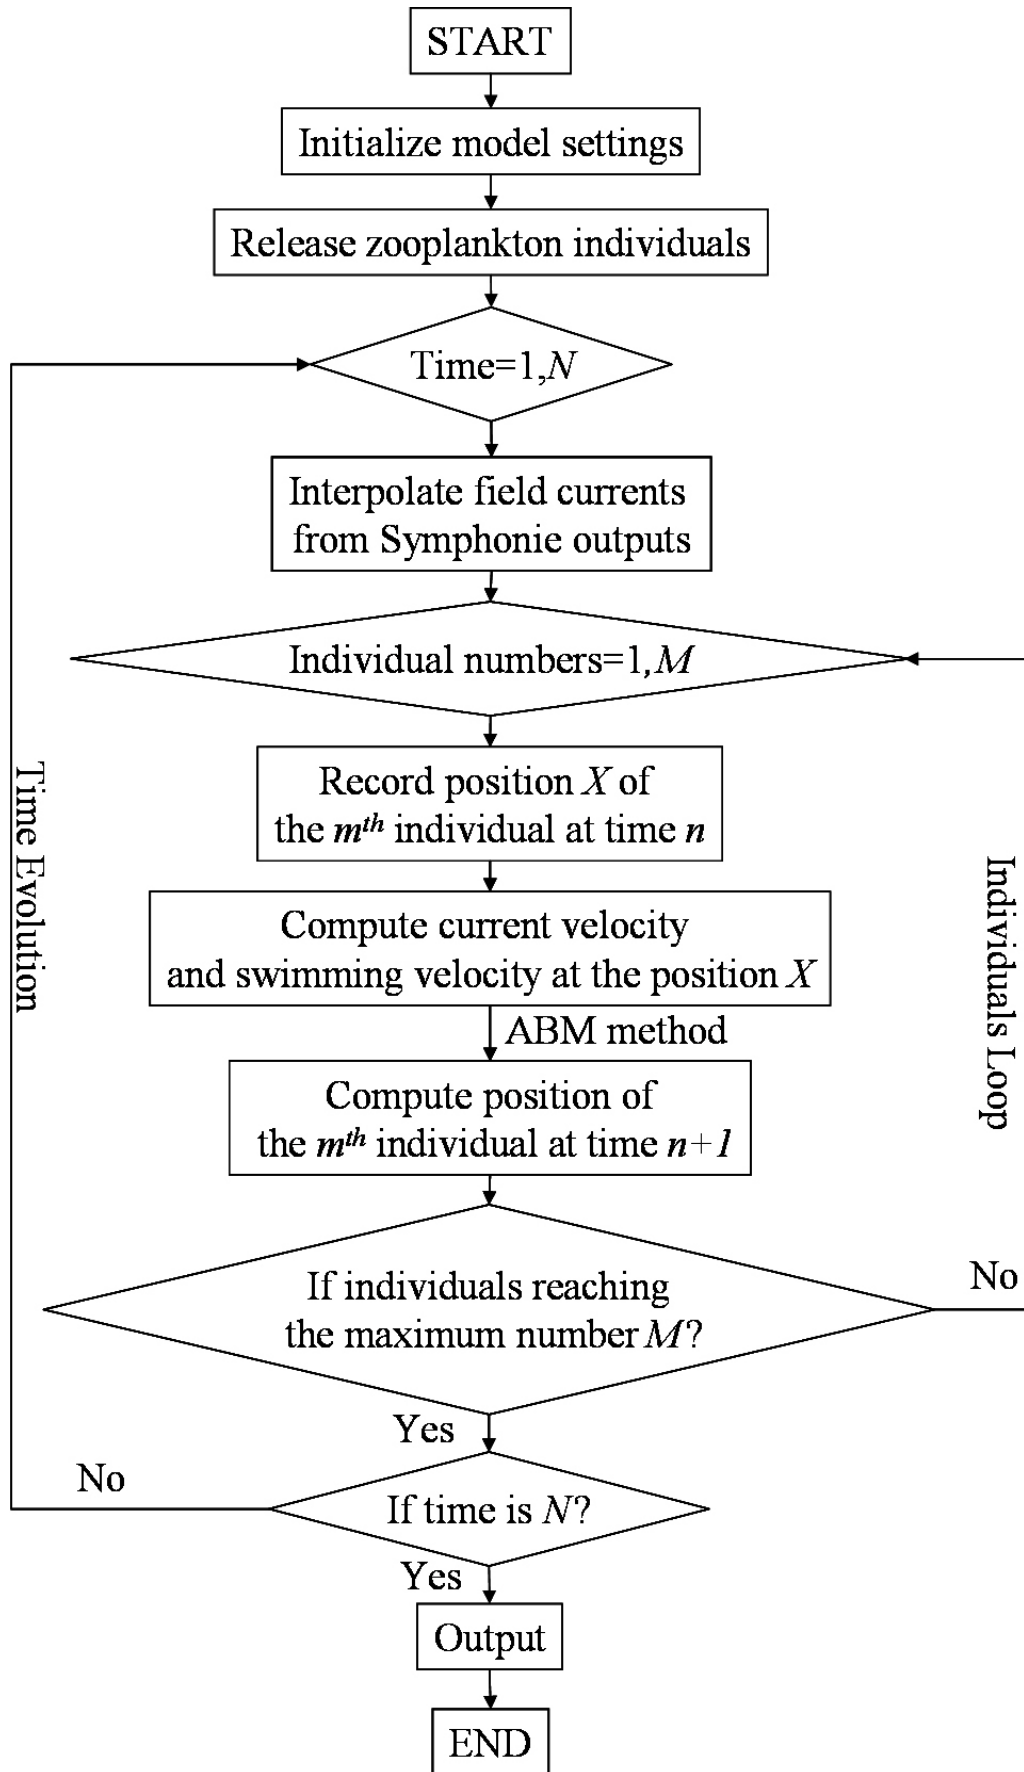 START
Initialize model settings
Release zooplankton individuals
Time=1,N
Interpolate field currents
from Symphonie outputs
Individual numbers=1,M
Record position X of
the mth individual at time n
Compute current velocity
and swimming velocity at the position X
ABM method
Compute position of
the mth individual at time n+1
If individuals reaching
the maximum number M?
No
Yes
If time is N?
No
Yes
Output
END
Time Evolution
Individuals Loop